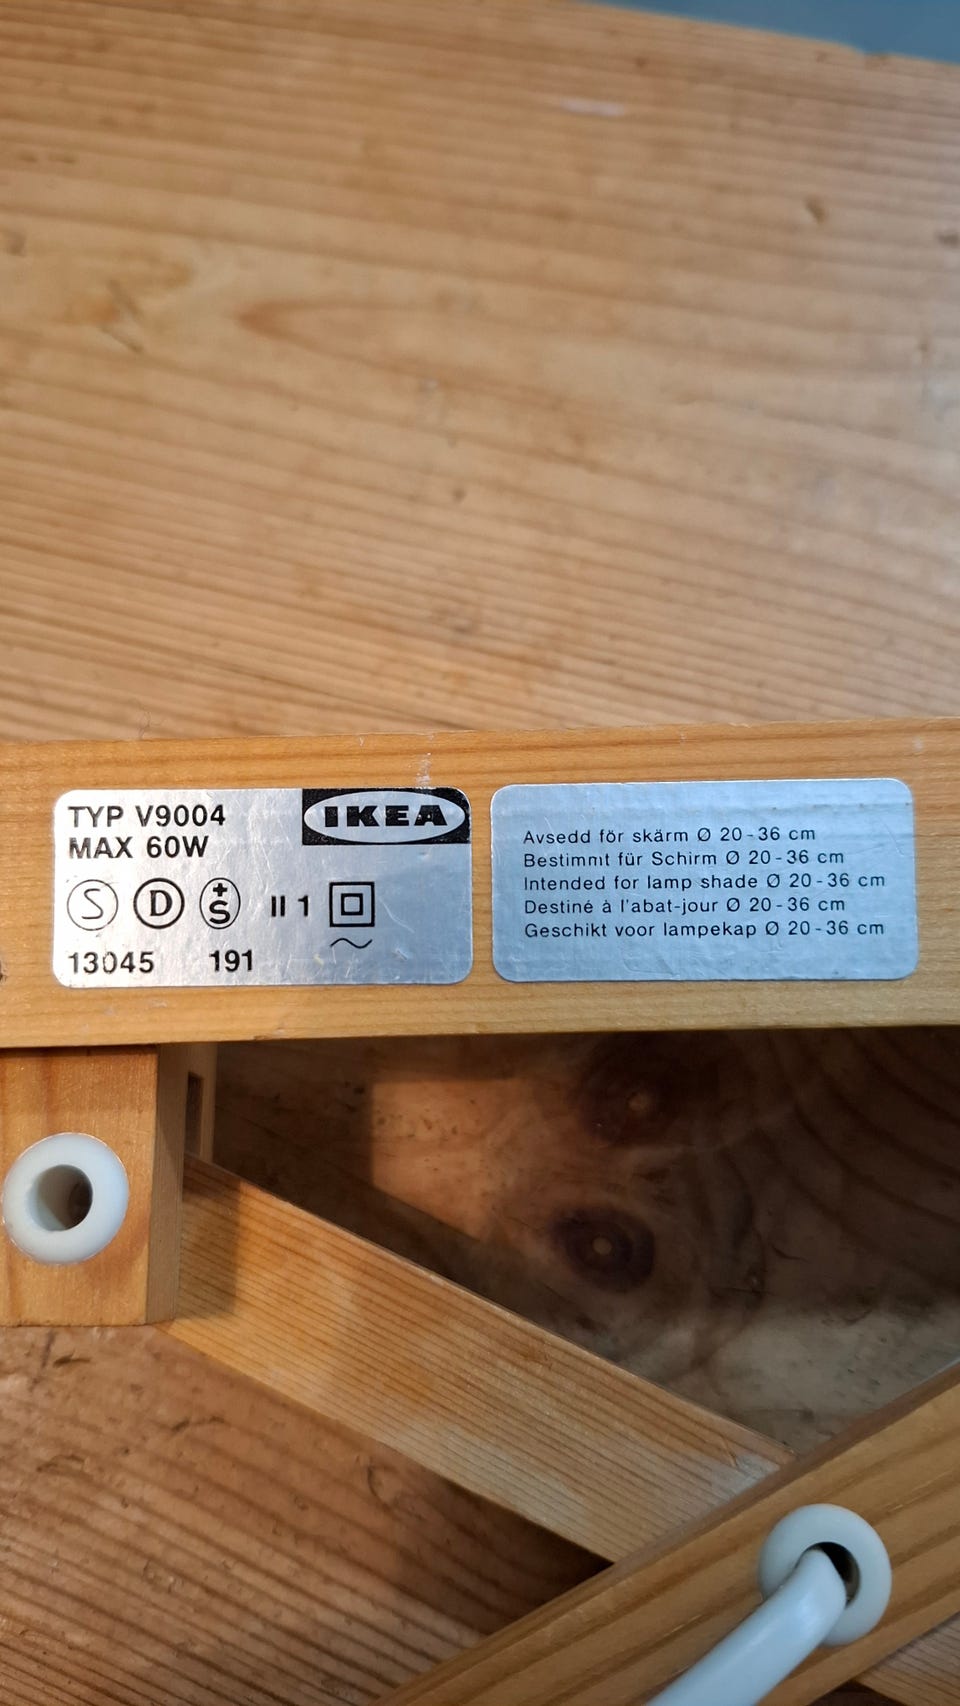 TYP V9004
MAX 60W
IKEA
S D +S II 1
13045 191
Avsedd för skärm Ø 20-36 cm
Bestimmt für Schirm Ø 20-36 cm
Intended for lamp shade Ø 20-36 cm
Destiné à l'abat-jour Ø 20-36 cm
Geschikt voor lampekap Ø 20-36 cm